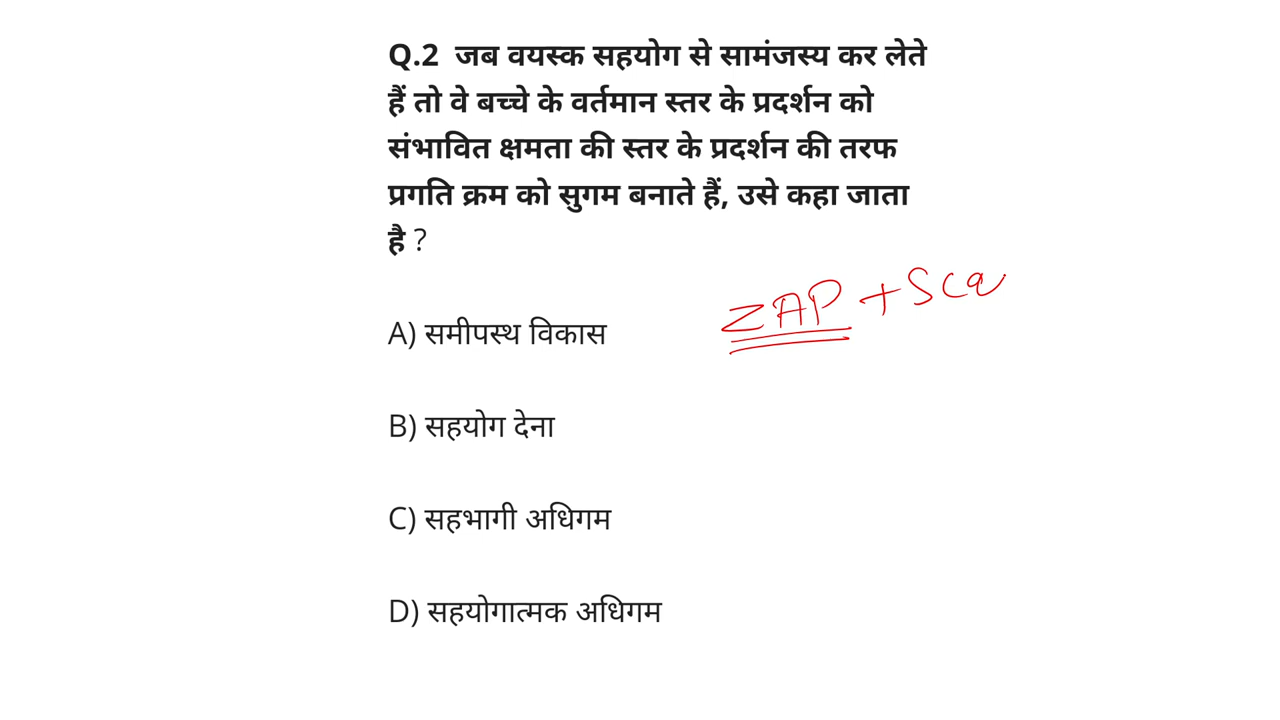 Q.2 जब वयस्क सहयोग से सामंजस्य कर लेते
हैं तो वे बच्चे के वर्तमान स्तर के प्रदर्शन को
संभावित क्षमता की स्तर के प्रदर्शन की तरफ
प्रगति क्रम को सुगम बनाते हैं, उसे कहा जाता
है ?
ZAP + Sca
A) समीपस्थ विकास
B) सहयोग देना
C) सहभागी अधिगम
D) सहयोगात्मक अधिगम